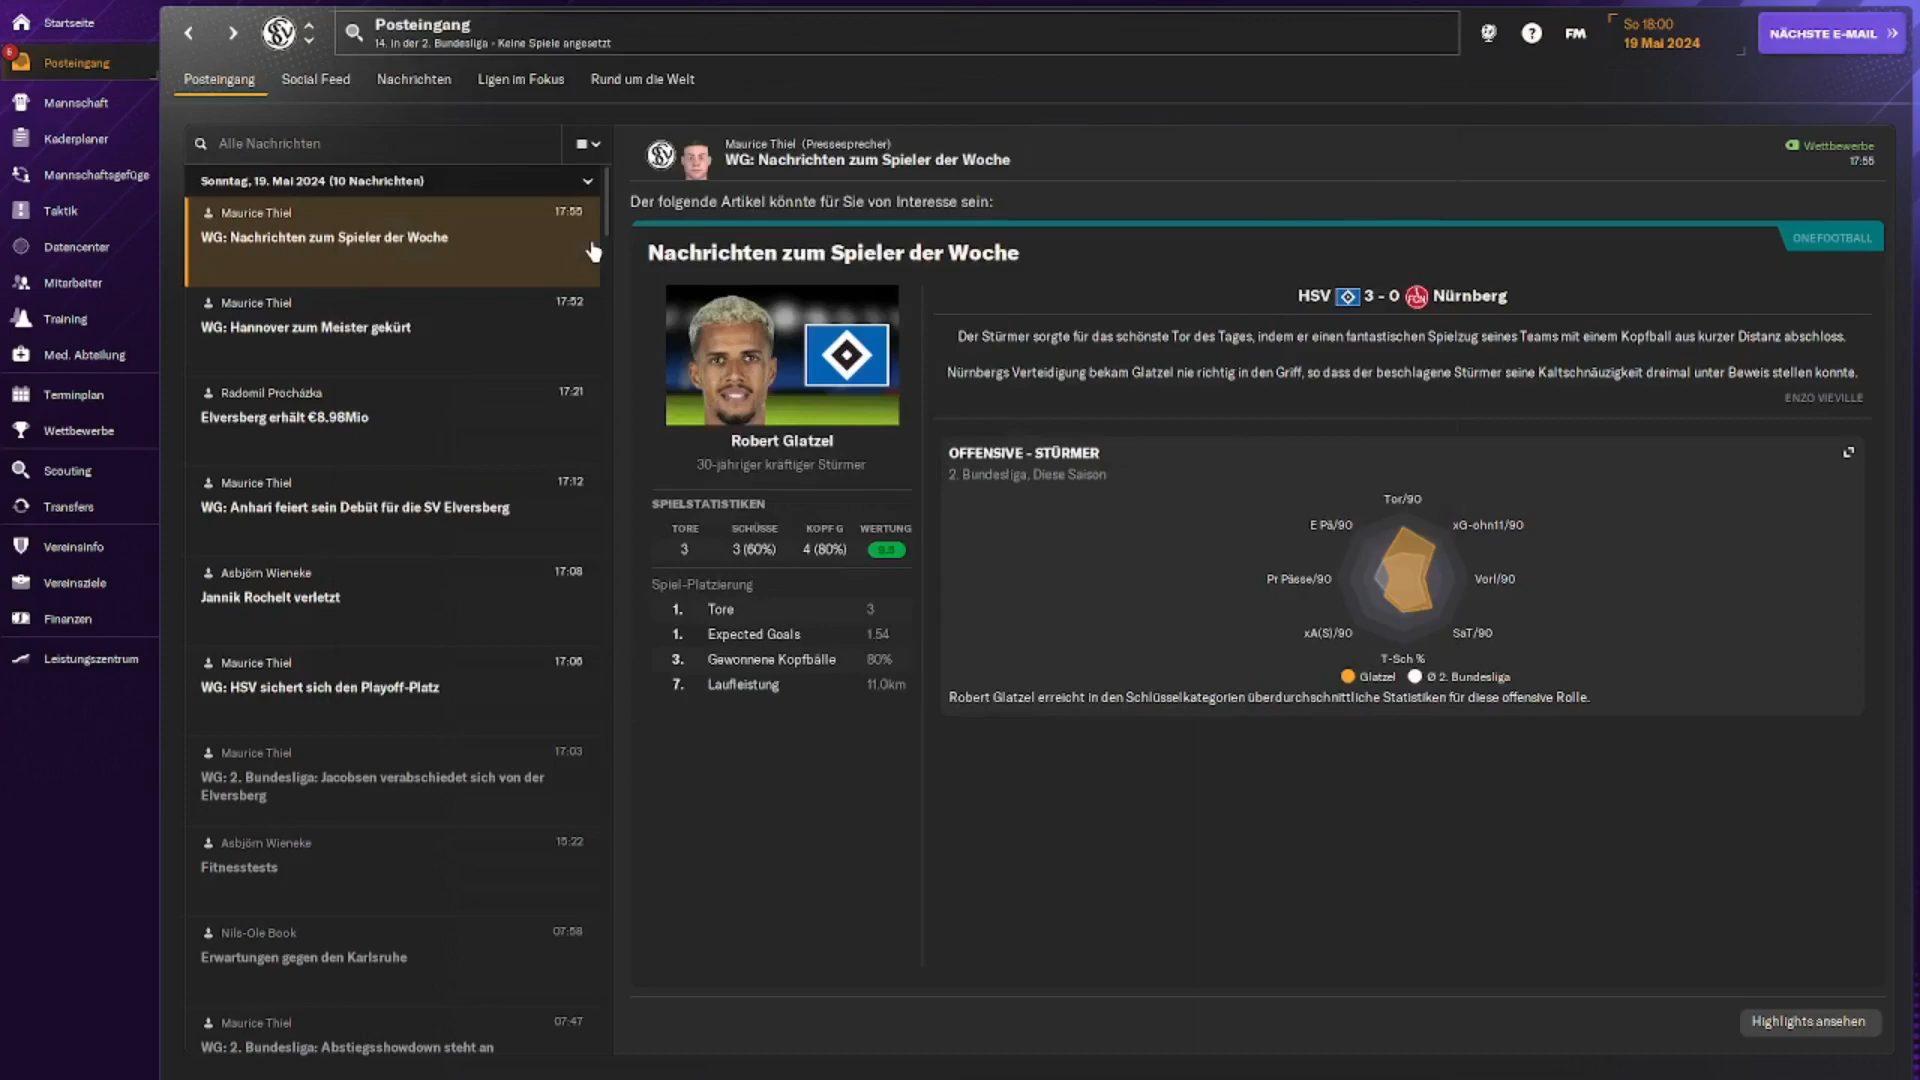 Startseite
6
Posteingang
Mannschaft
Kaderplaner
Mannschaftsgefüge
Taktik
Datencenter
Mitarbeiter
Training
Med. Abteilung
Terminplan
Wettbewerbe
Scouting
Transfers
Vereinsinfo
Vereinsziele
Finanzen
Leistungszentrum
Posteingang
14. in der 2. Bundesliga - Keine Spiele angesetzt
FM
So 18:00
19 Mai 2024
NÄCHSTE E-MAIL
Posteingang Social Feed Nachrichten Ligen im Fokus Rund um die Welt
Alle Nachrichten
Sonntag, 19. Mai 2024 (10 Nachrichten)
Maurice Thiel 17:55
WG: Nachrichten zum Spieler der Woche
Maurice Thiel 17:52
WG: Hannover zum Meister gekürt
Radomil Procházka 17:21
Elversberg erhält €8.98Mio
Maurice Thiel 17:12
WG: Anhari feiert sein Debüt für die SV Elversberg
Asbjörn Wieneke 17:08
Jannik Rochelt verletzt
Maurice Thiel 17:06
WG: HSV sichert sich den Playoff-Platz
Maurice Thiel 17:03
WG: 2. Bundesliga: Jacobsen verabschiedet sich von der
Elversberg
Asbjörn Wieneke 15:22
Fitnesstests
Nils-Ole Book 07:58
Erwartungen gegen den Karlsruhe
Maurice Thiel 07:47
WG: 2. Bundesliga: Abstiegsshowdown steht an
Maurice Thiel (Pressesprecher)
WG: Nachrichten zum Spieler der Woche
Wettbewerbe
17:55
Der folgende Artikel könnte für Sie von Interesse sein:
ONEFOOTBALL
Nachrichten zum Spieler der Woche
Robert Glatzel
30-jähriger kräftiger Stürmer
SPIELSTATISTIKEN
TORE SCHÜSSE KOPF G WERTUNG
3 3 (60%) 4 (80%)
Spiel-Platzierung
1. Tore 3
1. Expected Goals 1.54
3. Gewonnene Kopfbälle 80%
7. Laufleistung 11.0km
HSV 3 - 0 Nürnberg
Der Stürmer sorgte für das schönste Tor des Tages, indem er einen fantastischen Spielzug seines Teams mit einem Kopfball aus kurzer Distanz abschloss.
Nürnbergs Verteidigung bekam Glatzel nie richtig in den Griff, so dass der beschlagene Stürmer seine Kaltschnäuzigkeit dreimal unter Beweis stellen konnte.
ENZO VIEVILLE
OFFENSIVE - STÜRMER
2. Bundesliga, Diese Saison
Tor/90
E Pä/90 xG-ohn11/90
Pr Pässe/90 Vorl/90
xA(S)/90 SaT/90
T-Sch %
Glatzel Ø 2. Bundesliga
Robert Glatzel erreicht in den Schlüsselkategorien überdurchschnittliche Statistiken für diese offensive Rolle.
Highlights ansehen